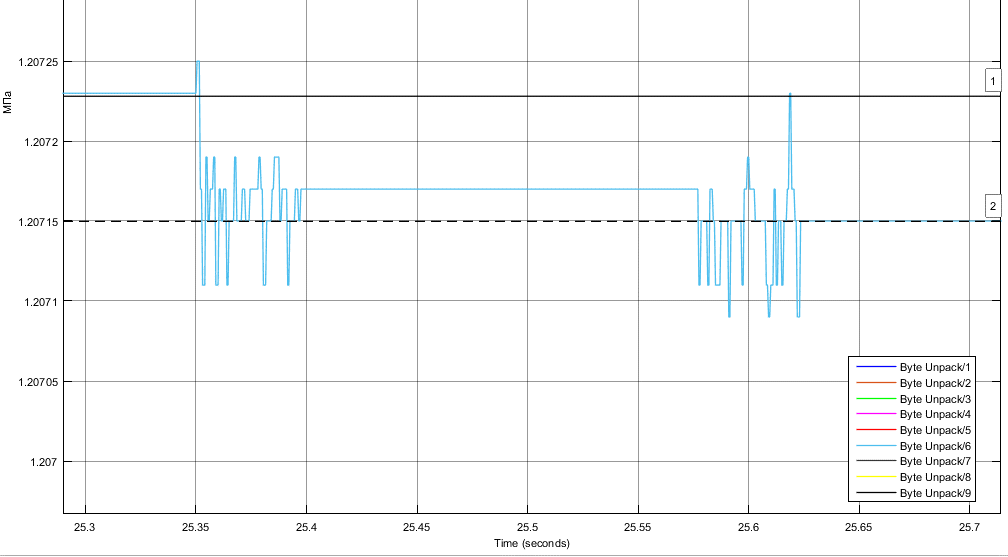 1.20725
1
МПа
1.2072
2
1.20715
1.2071
1.20705
Byte Unpack/1
Byte Unpack/2
Byte Unpack/3
Byte Unpack/4
Byte Unpack/5
Byte Unpack/6
Byte Unpack/7
Byte Unpack/8
Byte Unpack/9
1.207
25.3 25.35 25.4 25.45 25.5 25.55 25.6 25.65 25.7
Time (seconds)